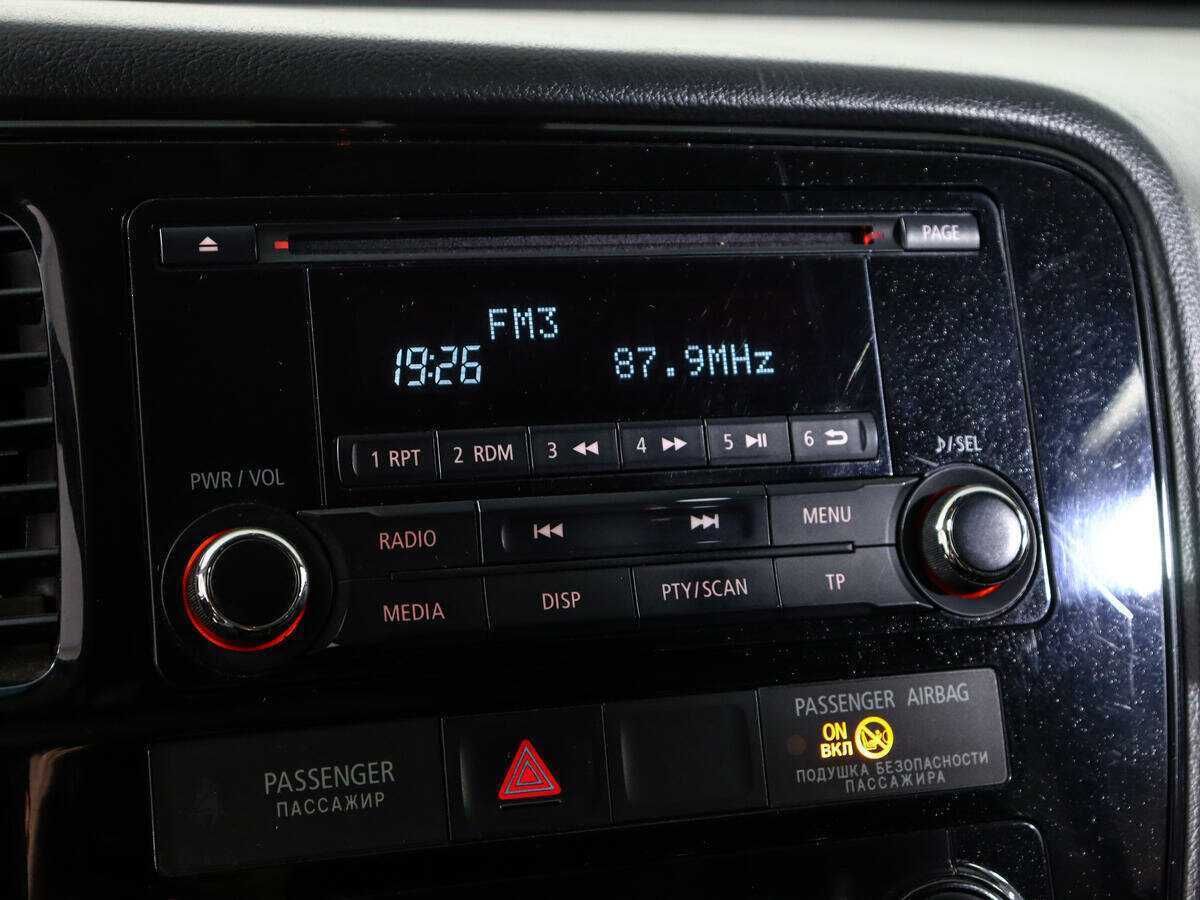 PAGE
FM3
19:26 87.9MHz
1 RPT 2 RDM 3 4 5 6
PWR / VOL
♪/SEL
RADIO MENU
MEDIA DISP PTY/SCAN TP
PASSENGER AIRBAG
ON
ВКЛ
ПОДУШКА БЕЗОПАСНОСТИ
ПАССАЖИРА
PASSENGER
ПАССАЖИР